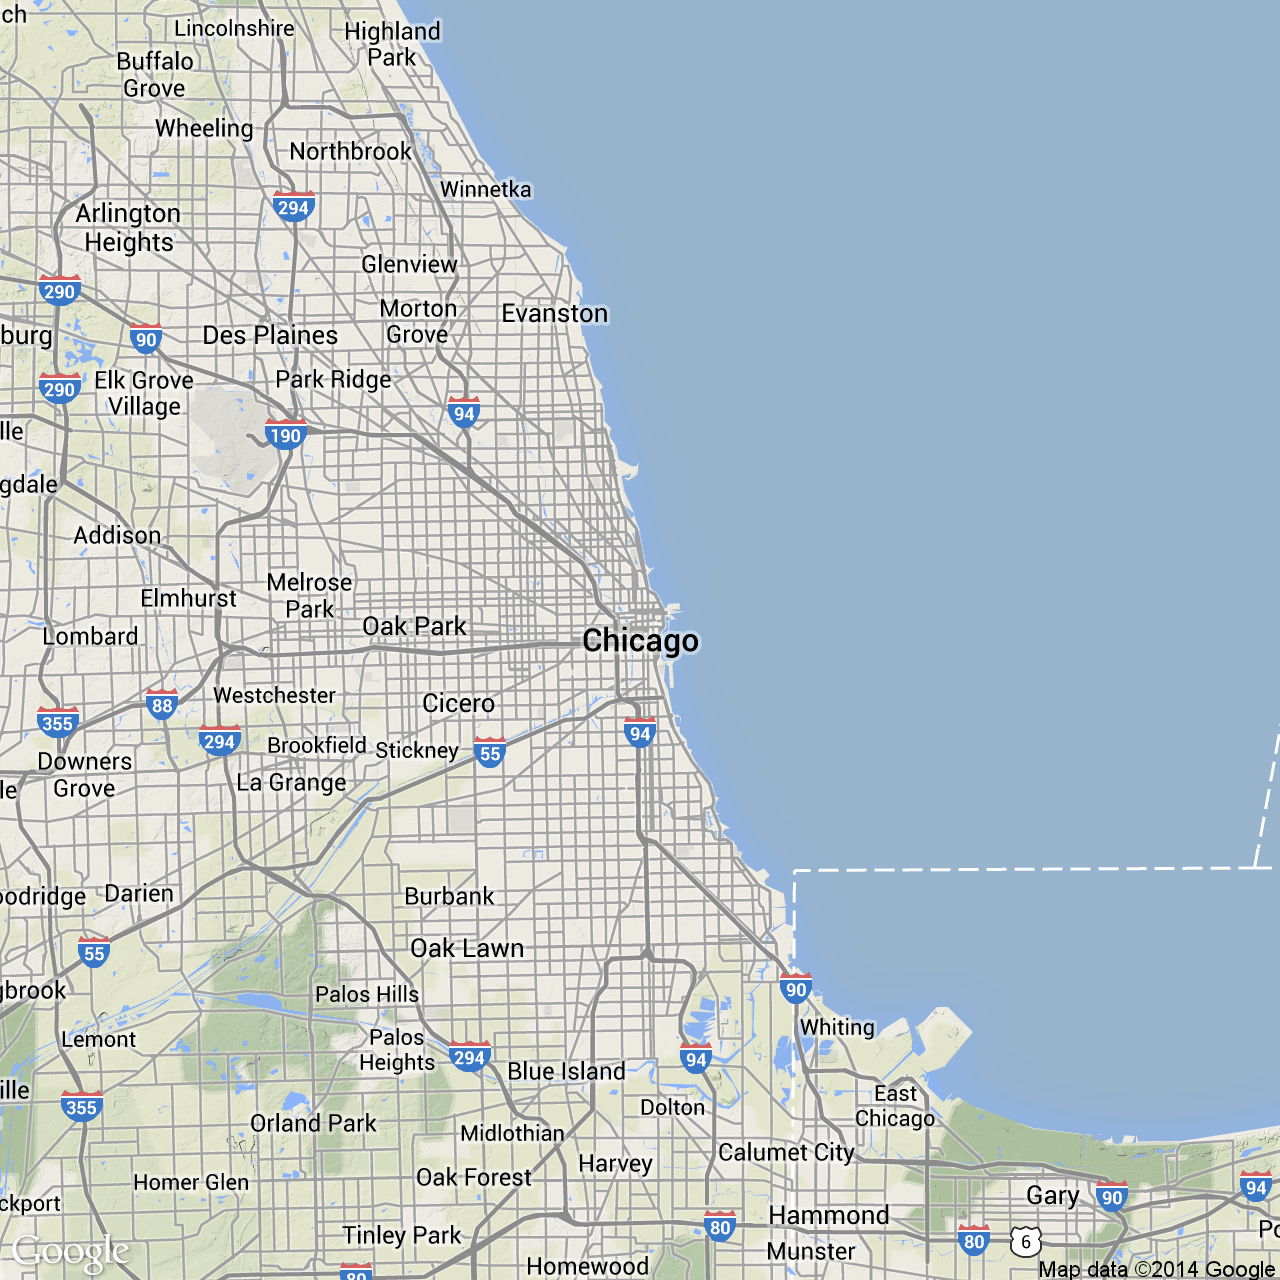 ch
Lincolnshire
Highland
Park
Buffalo
Grove
Wheeling
Northbrook
Winnetka
294
Arlington
Heights
Glenview
290
Morton
Grove
Evanston
burg
90
Des Plaines
290
Elk Grove
Village
Park Ridge
94
lle
190
gdale
Addison
Melrose
Park
Elmhurst
Oak Park
Lombard
Chicago
Westchester
88
Cicero
355
294
94
Brookfield
Stickney
55
Downers
Grove
La Grange
le
oodridge
Darien
Burbank
55
Oak Lawn
gbrook
Palos Hills
90
Lemont
Palos
Heights
294
Whiting
94
Blue Island
ille
355
Dolton
East
Chicago
Orland Park
Midlothian
Calumet City
Harvey
Homer Glen
Oak Forest
ckport
Gary
90
94
Tinley Park
80
Hammond
80
6
Po
Munster
Google
80
Homewood
Map data ©2014 Google